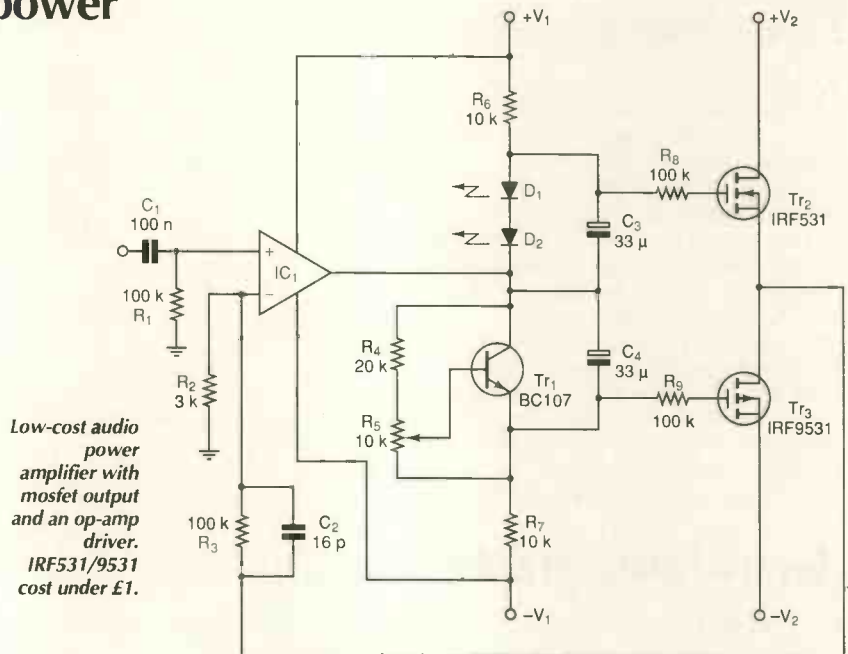 power
+V₁
+V₂
R₆
10 k
R₈
100 k
D₁
Tr₂
IRF531
C₁
100 n
D₂
C₃
33 µ
+
IC₁
−
100 k
R₁
R₄
20 k
C₄
33 µ
R₂
3 k
Tr₁
BC107
R₉
100 k
Tr₃
IRF9531
R₅
10 k
Low-cost audio
power
amplifier with
mosfet output
and an op-amp
driver.
IRF531/9531
cost under £1.
100 k
R₃
C₂
16 p
R₇
10 k
−V₁
−V₂